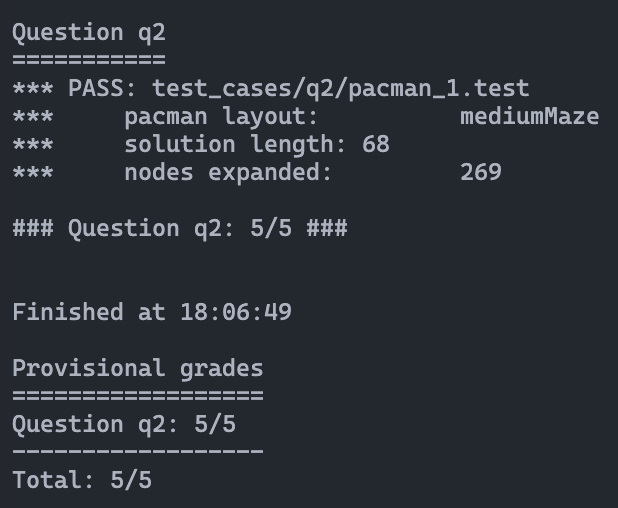 Question q2
===========
*** PASS: test_cases/q2/pacman_1.test
***     pacman layout:          mediumMaze
***     solution length: 68
***     nodes expanded:         269
### Question q2: 5/5 ###
Finished at 18:06:49
Provisional grades
==================
Question q2: 5/5
------------------
Total: 5/5